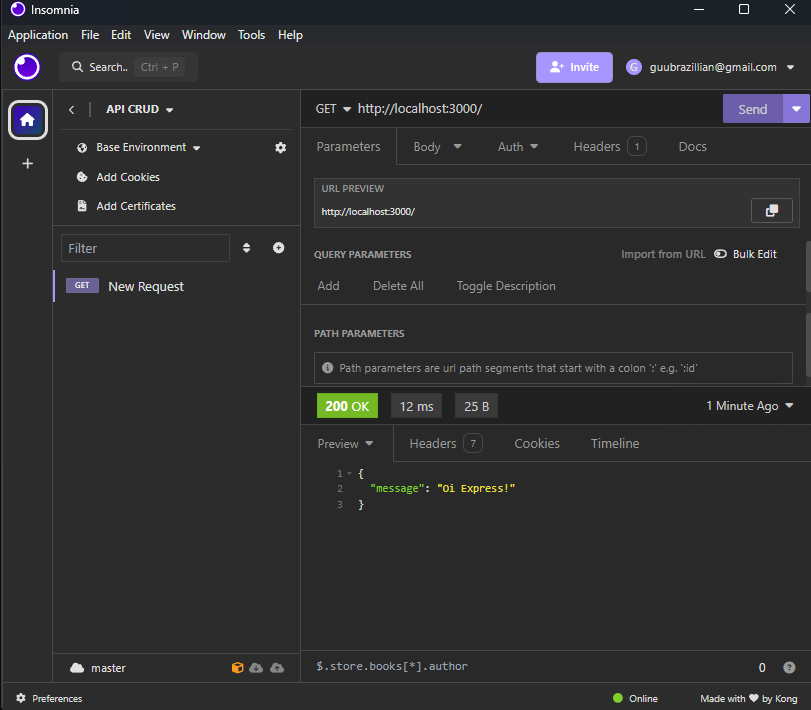 Insomnia
Application File Edit View Window Tools Help
Search.. Ctrl + P
Invite
G guubrazillian@gmail.com
API CRUD
Base Environment
Add Cookies
Add Certificates
Filter
GET New Request
master
GET http://localhost:3000/
Send
Parameters Body Auth Headers 1 Docs
URL PREVIEW
http://localhost:3000/
QUERY PARAMETERS Import from URL Bulk Edit
Add Delete All Toggle Description
PATH PARAMETERS
Path parameters are url path segments that start with a colon ':' e.g. ':id'
200 OK 12 ms 25 B 1 Minute Ago
Preview Headers 7 Cookies Timeline
1 {
2 "message": "Oi Express!"
3 }
$.store.books[*].author 0 ?
Preferences Online Made with ♥ by Kong